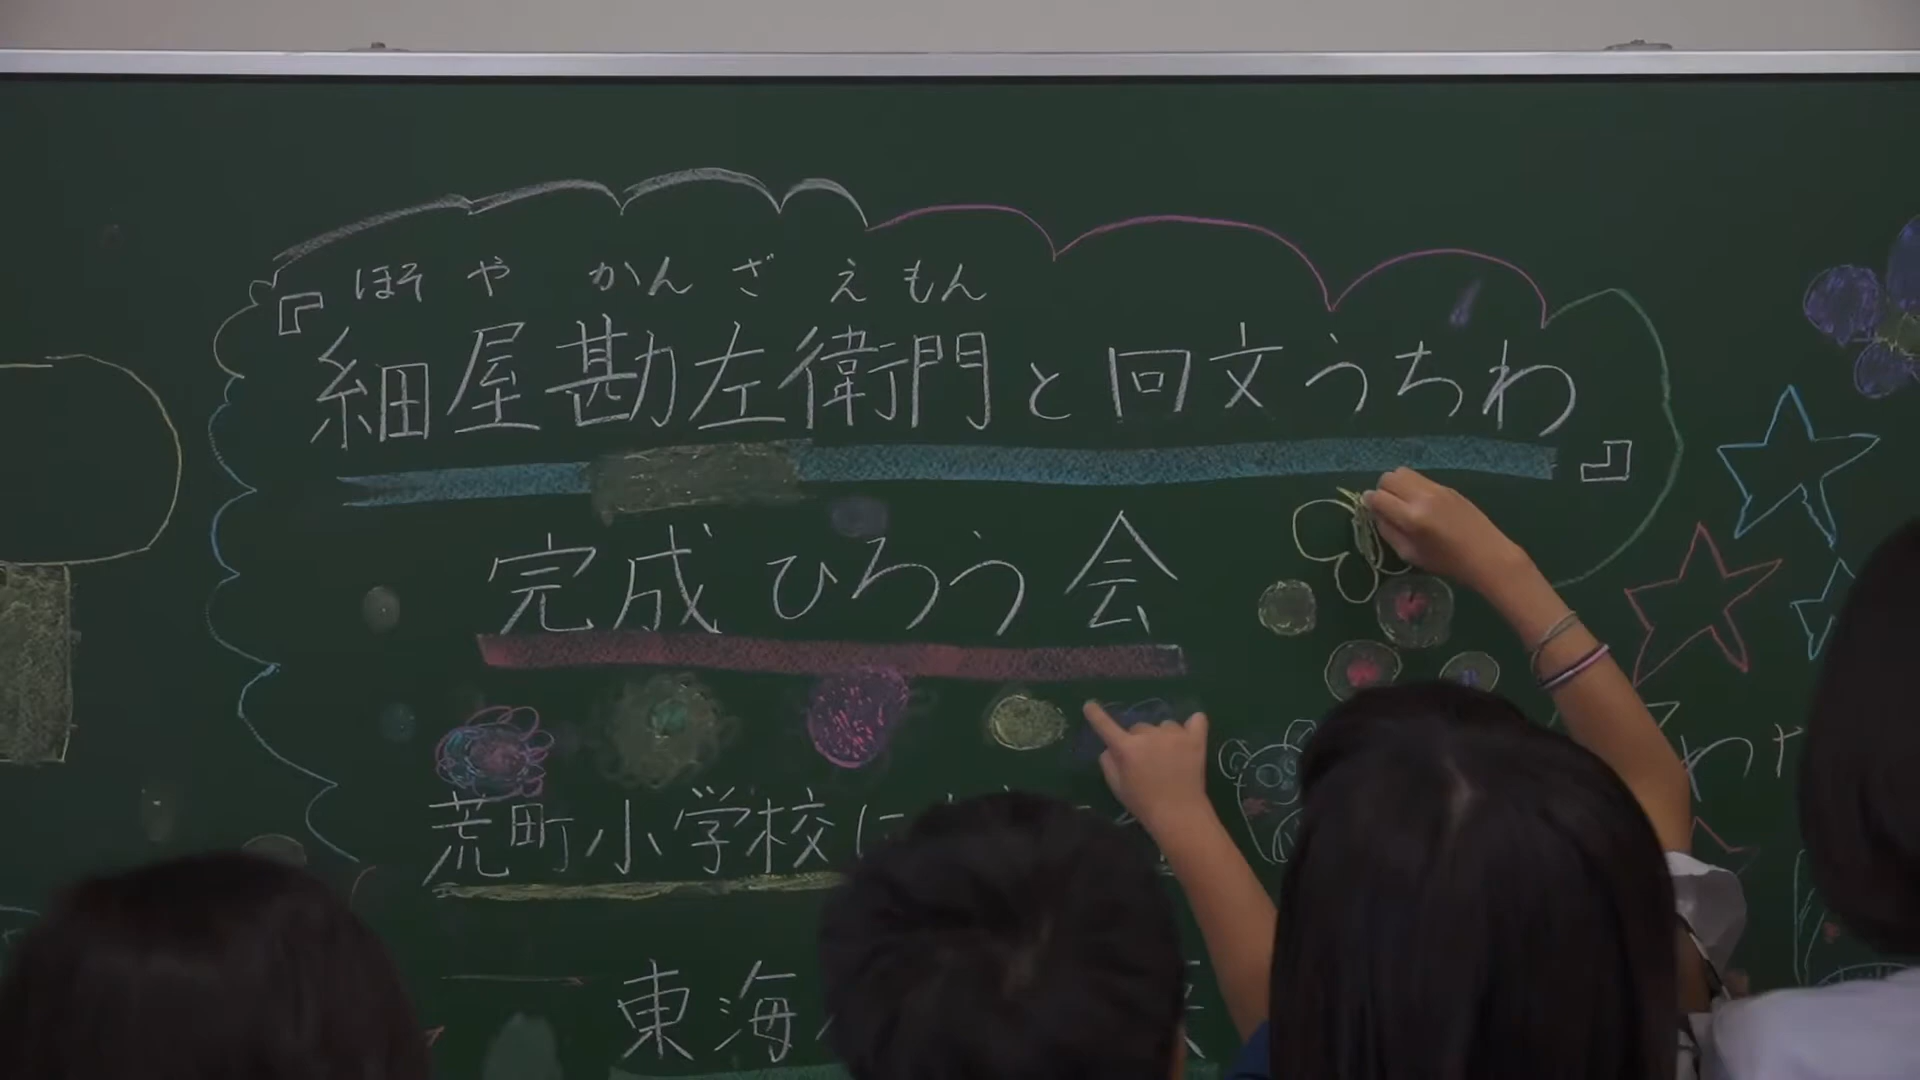 ほそ や かん ざ え もん
『細屋勘左衛門と回文うちわ』
完成ひろう会
荒町小学校に
東海